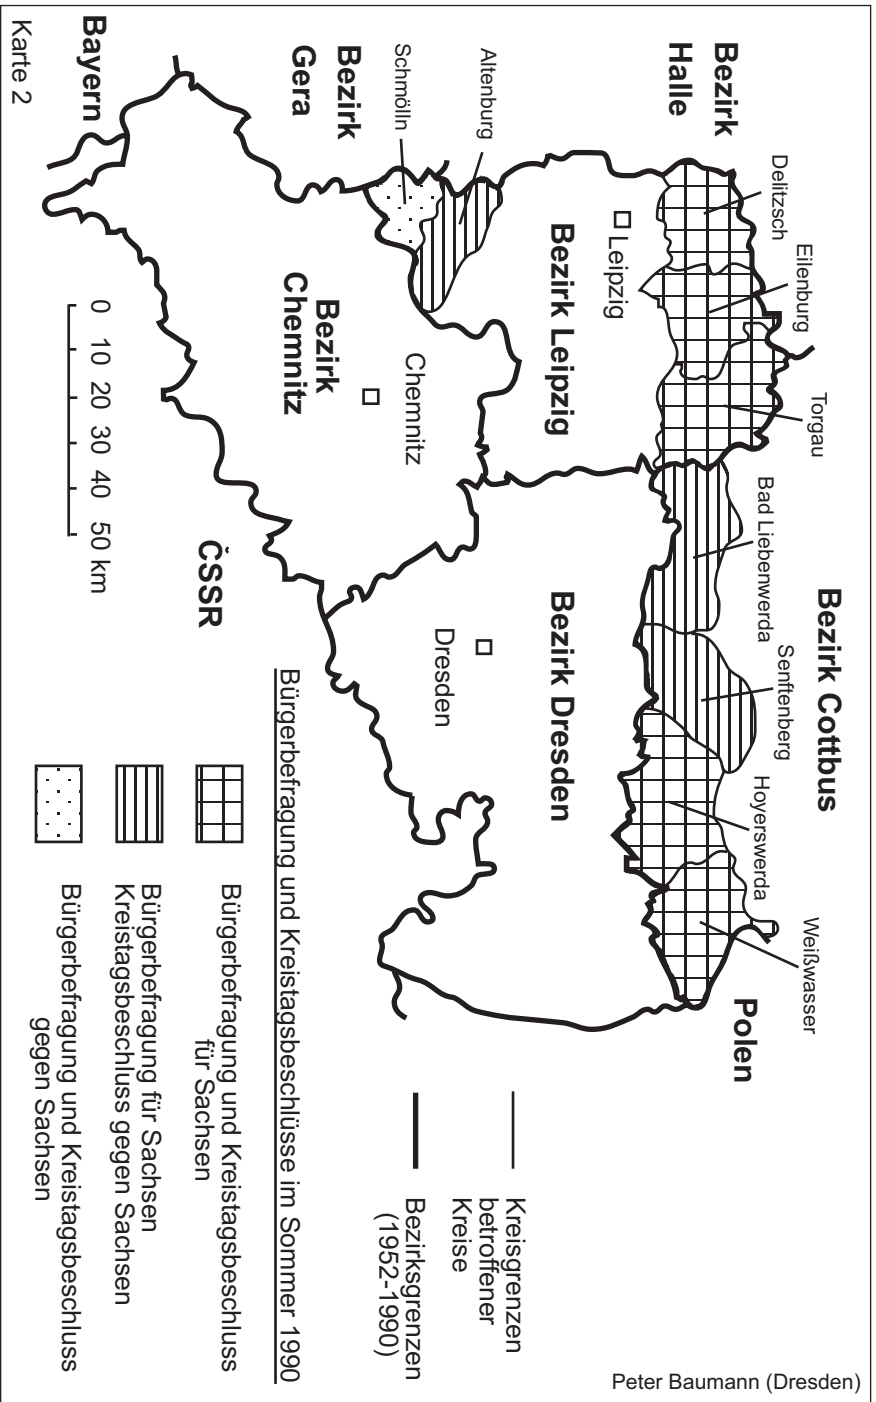 Bezirk
Halle
Delitzsch
Eilenburg
Torgau
Bad Liebenwerda
Bezirk Cottbus
Senftenberg
Hoyerswerda
Weißwasser
Polen
Leipzig
Bezirk Leipzig
Bezirk Dresden
Altenburg
Schmölln
Bezirk
Gera
Chemnitz
Bezirk
Chemnitz
Dresden
ČSSR
Bayern
0 10 20 30 40 50 km
Karte 2
Kreisgrenzen
betroffener
Kreise
Bezirksgrenzen
(1952-1990)
Bürgerbefragung und Kreistagsbeschlüsse im Sommer 1990
Bürgerbefragung und Kreistagsbeschluss
für Sachsen
Bürgerbefragung für Sachsen
Kreistagsbeschluss gegen Sachsen
Bürgerbefragung und Kreistagsbeschluss
gegen Sachsen
Peter Baumann (Dresden)